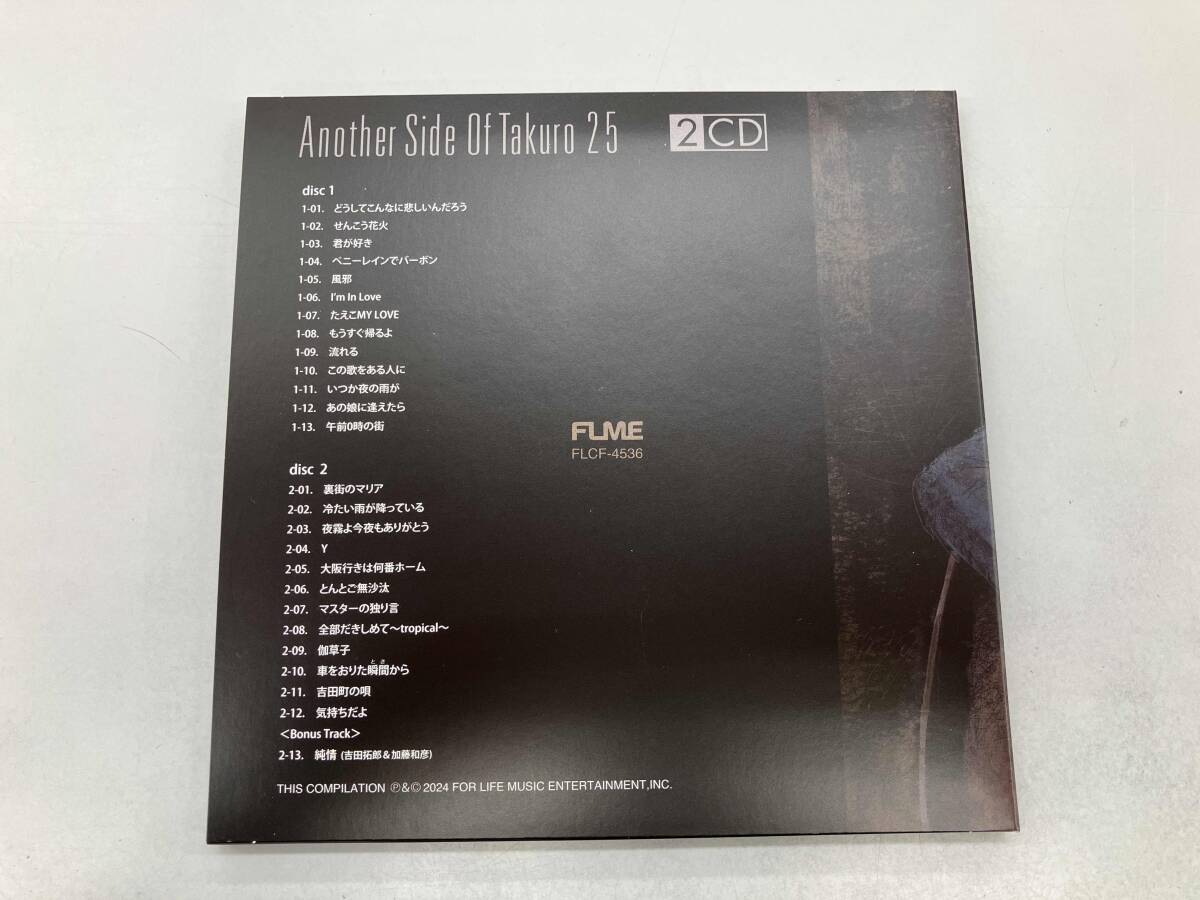 Another Side Of Takuro 25 2CD
disc 1
1-01. どうしてこんなに悲しいんだろう
1-02. せんこう花火
1-03. 君が好き
1-04. ペニーレインでバーボン
1-05. 風邪
1-06. I'm In Love
1-07. たえこMY LOVE
1-08. もうすぐ帰るよ
1-09. 流れる
1-10. この歌をある人に
1-11. いつか夜の雨が
1-12. あの娘に逢えたら
1-13. 午前0時の街
FLME
FLCF-4536
disc 2
2-01. 裏街のマリア
2-02. 冷たい雨が降っている
2-03. 夜霧よ今夜もありがとう
2-04. Y
2-05. 大阪行きは何番ホーム
2-06. とんとご無沙汰
2-07. マスターの独り言
2-08. 全部だきしめて〜tropical〜
2-09. 伽草子
とき
2-10. 車をおりた瞬間から
2-11. 吉田町の唄
2-12. 気持ちだよ
<Bonus Track>
2-13. 純情 (吉田拓郎&加藤和彦)
THIS COMPILATION ℗&© 2024 FOR LIFE MUSIC ENTERTAINMENT,INC.